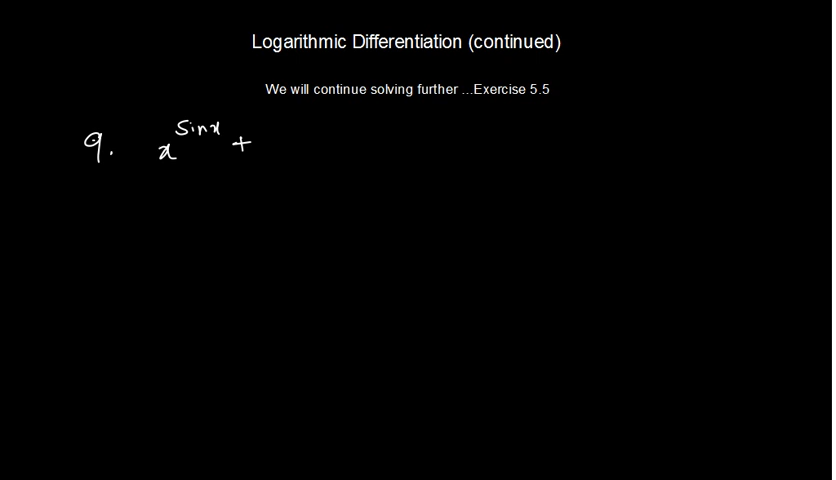 Logarithmic Differentiation (continued)
We will continue solving further ...Exercise 5.5
9. x^sinx +